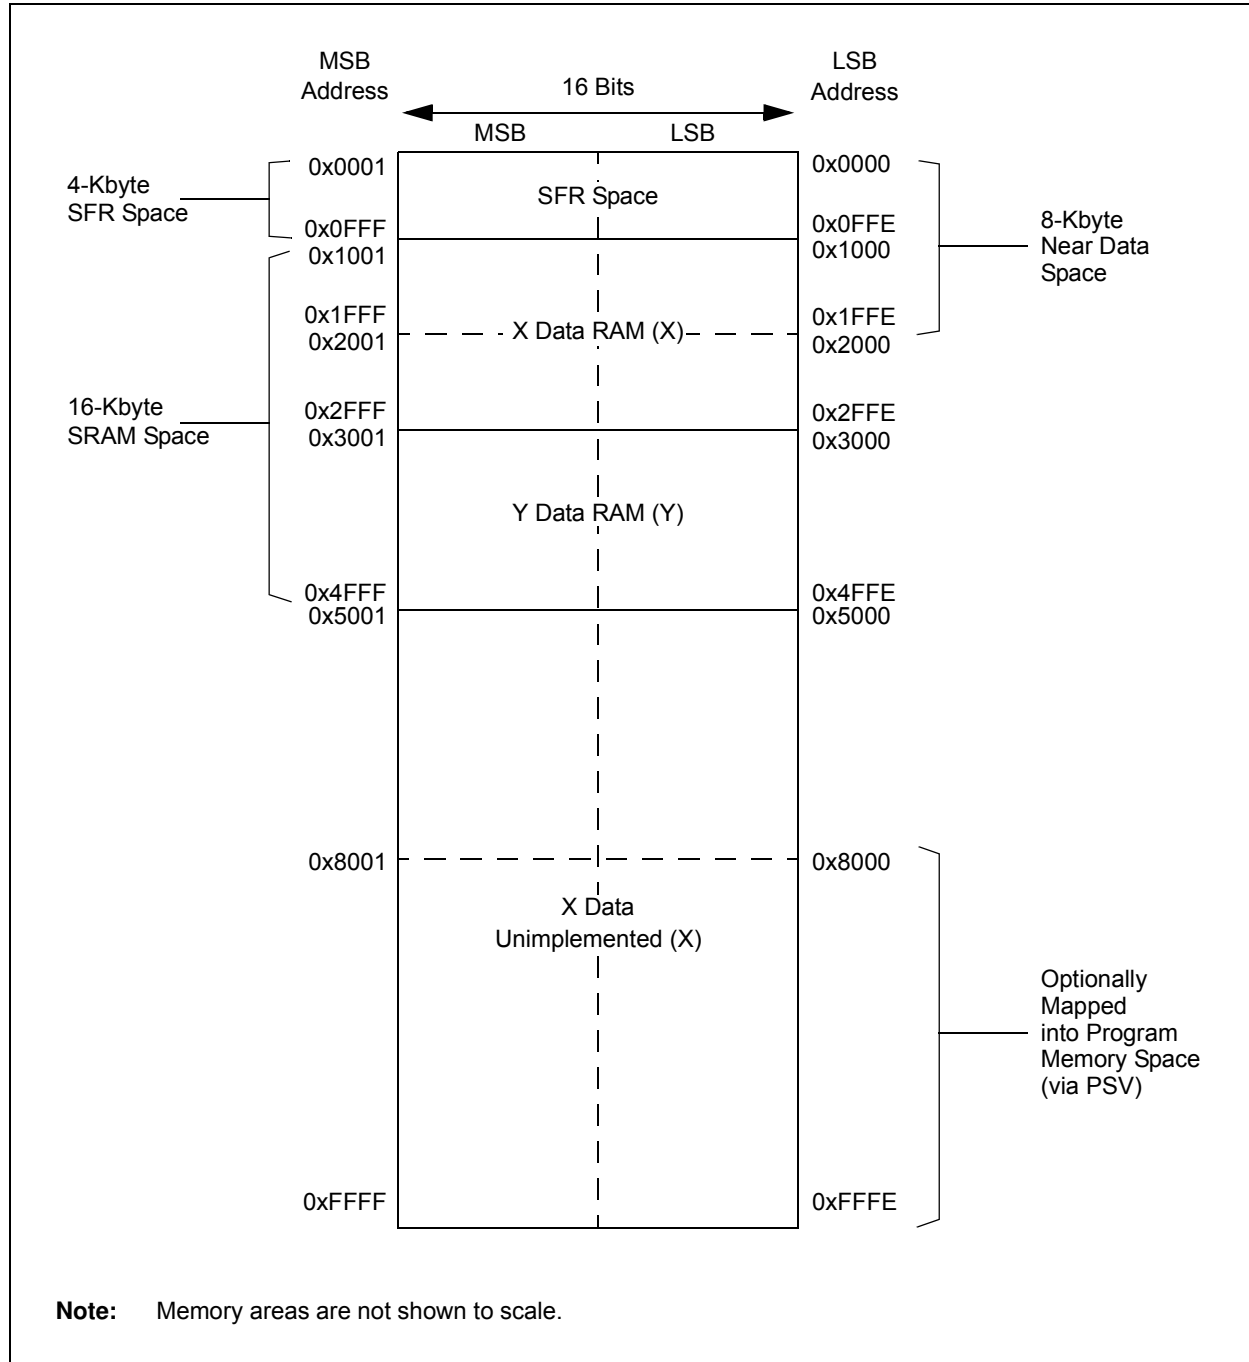 MSB
Address
16 Bits
LSB
Address
MSB
LSB
4-Kbyte
SFR Space
0x0001
0x0FFF
0x1001
SFR Space
0x0000
0x0FFE
0x1000
8-Kbyte
Near Data
Space
0x1FFF
0x2001
X Data RAM (X)
0x1FFE
0x2000
16-Kbyte
SRAM Space
0x2FFF
0x3001
0x2FFE
0x3000
Y Data RAM (Y)
0x4FFF
0x5001
0x4FFE
0x5000
0x8001
0x8000
X Data
Unimplemented (X)
Optionally
Mapped
into Program
Memory Space
(via PSV)
0xFFFF
0xFFFE
Note: Memory areas are not shown to scale.